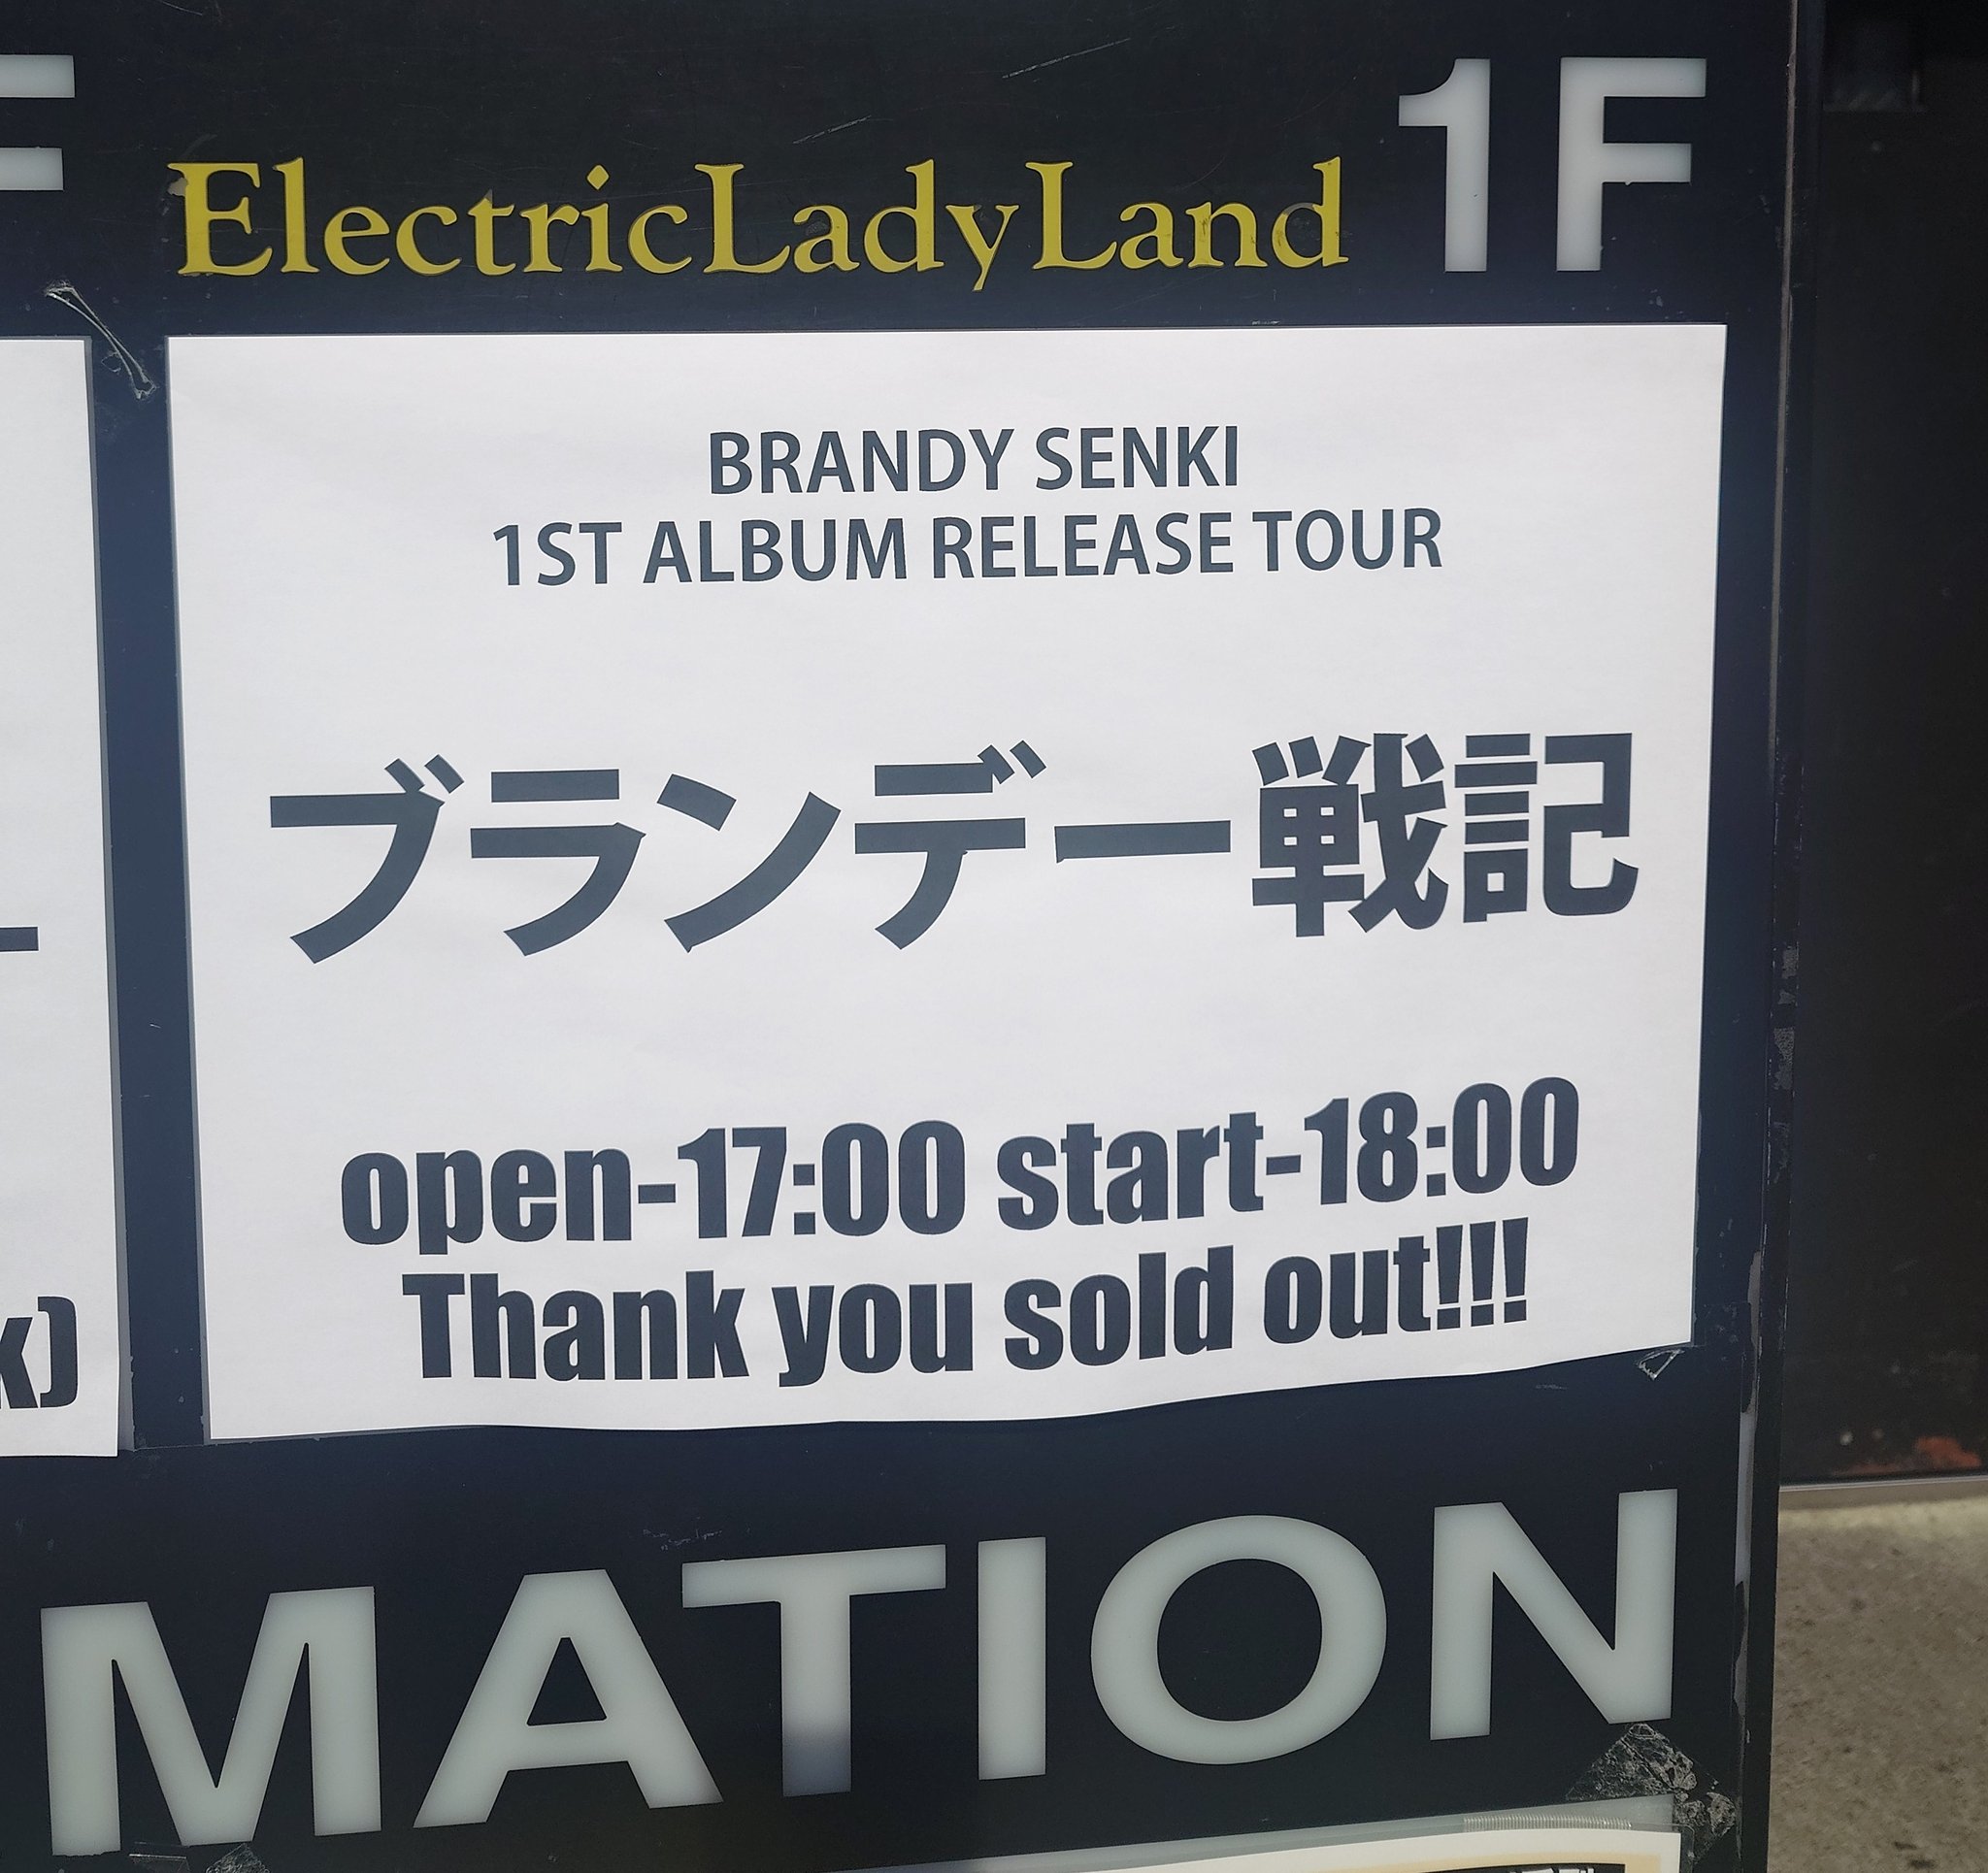 ElectricLadyLand 1F
BRANDY SENKI
1ST ALBUM RELEASE TOUR
ブランデー戦記
open-17:00 start-18:00
Thank you sold out!!!
k)
MATION